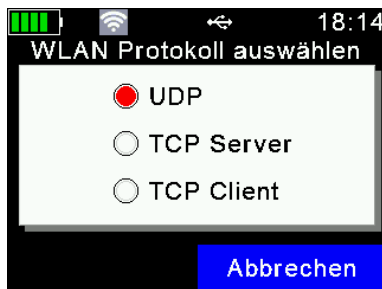 18:14
WLAN Protokoll auswählen
UDP
TCP Server
TCP Client
Abbrechen